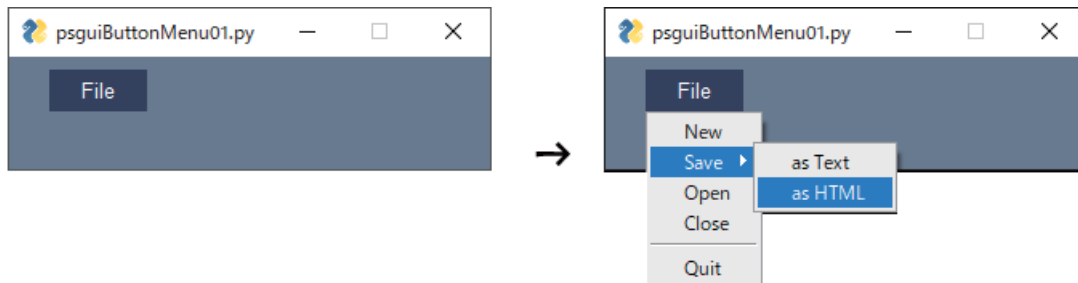 psguiButtonMenu01.py
File
→
psguiButtonMenu01.py
File
New
Save
as Text
as HTML
Open
Close
Quit